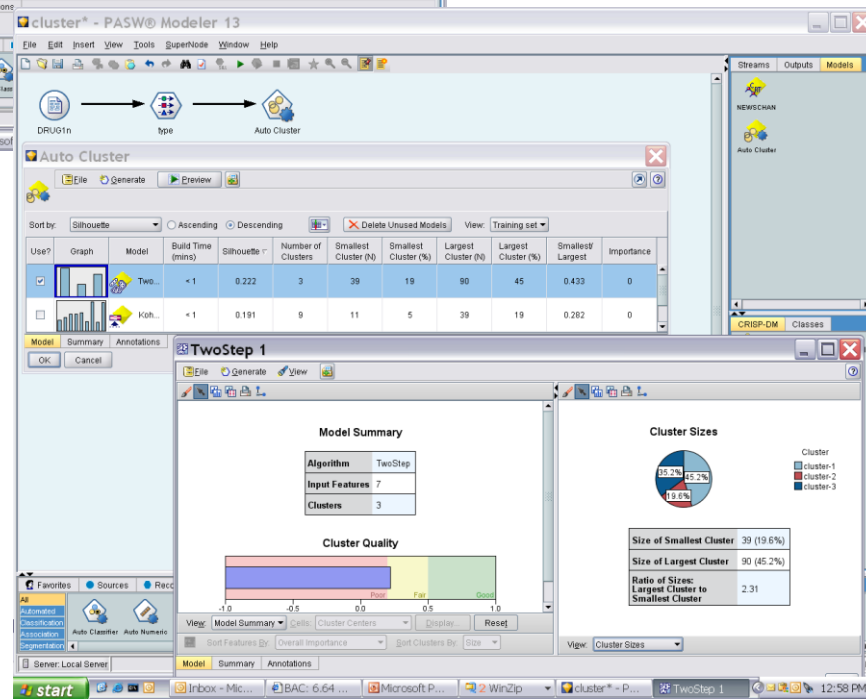 ons
cluster* - PASW® Modeler 13
File Edit Insert View Tools SuperNode Window Help
Streams Outputs Models
NEWSCHAN
Auto Cluster
DRUG1n type Auto Cluster
Auto Cluster
File Generate Preview
Sort by: Silhouette Ascending Descending Delete Unused Models View: Training set
Use? Graph Model Build Time (mins) Silhouette Number of Clusters Smallest Cluster (N) Smallest Cluster (%) Largest Cluster (N) Largest Cluster (%) Smallest/ Largest Importance
Two... < 1 0.222 3 39 19 90 45 0.433 0
Koh... < 1 0.191 9 11 5 39 19 0.282 0
Model Summary Annotations
OK Cancel
CRISP-DM Classes
TwoStep 1
File Generate View
Model Summary
Algorithm TwoStep
Input Features 7
Clusters 3
Cluster Quality
Poor Fair Good
-1.0 -0.5 0.0 0.5 1.0
View: Model Summary Cells: Cluster Centers Display... Reset
Sort Features By: Overall Importance Sort Clusters By: Size
Model Summary Annotations
Cluster Sizes
Cluster
cluster-1
cluster-2
cluster-3
35.2% 45.2%
19.6%
Size of Smallest Cluster 39 (19.6%)
Size of Largest Cluster 90 (45.2%)
Ratio of Sizes:
Largest Cluster to
Smallest Cluster 2.31
View: Cluster Sizes
Favorites Sources Reco
All
Automated
Classification
Association
Segmentation
Auto Classifier Auto Numeric
Server: Local Server
start Inbox - Mic... BAC: 6.64 ... Microsoft P... 2 WinZip cluster* - P... TwoStep 1 12:58 PM